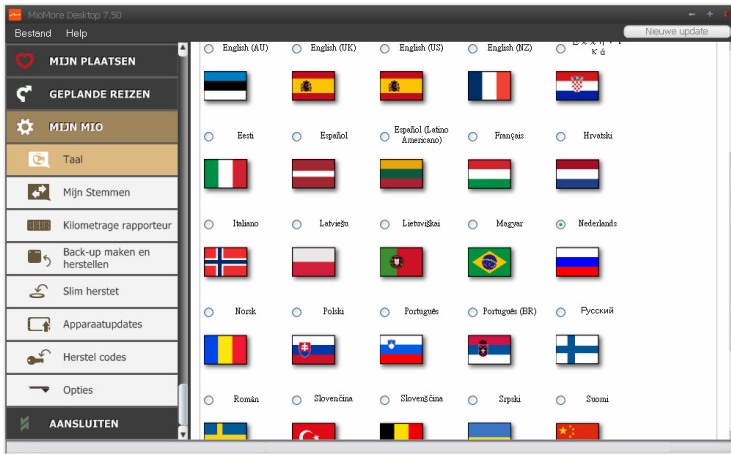 MioMore Desktop 7.50
Bestand Help
Nieuwe update
MIJN PLAATSEN
GEPLANDE REIZEN
MIJN MIO
Taal
Mijn Stemmen
Kilometrage rapporteur
Back-up maken en
herstellen
Slim herstet
Apparaatupdates
Herstel codes
Opties
AANSLUITEN
English (AU) English (UK) English (US) English (NZ)
κ ά
Eesti Español Español (Latino
Americano) Français Hrvatski
Italiano Latviešu Lietuviškai Magyar Nederlands
Norsk Polski Português Português (BR) Русский
Român Slovenčina Slovenščina Srpski Suomi